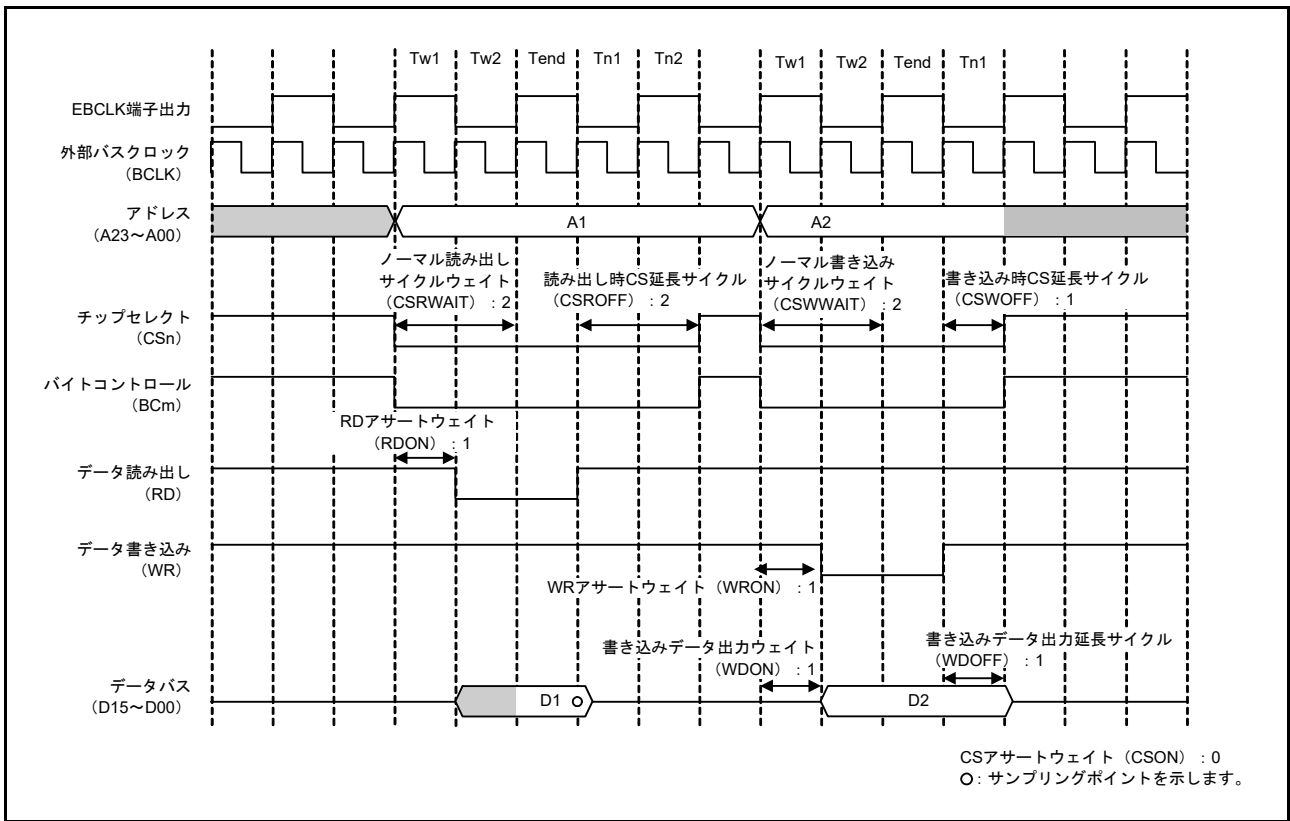 Tw1 Tw2 Tend Tn1 Tn2 Tw1 Tw2 Tend Tn1
EBCLK端子出力
外部バスクロック
（BCLK）
アドレス
（A23～A00）
A1
A2
ノーマル読み出し
サイクルウェイト
（CSRWAIT）：2
読み出し時CS延長サイクル
（CSROFF）：2
ノーマル書き込み
サイクルウェイト
（CSWWAIT）：2
書き込み時CS延長サイクル
（CSWOFF）：1
チップセレクト
（CSn）
バイトコントロール
（BCm）
RDアサートウェイト
（RDON）：1
データ読み出し
（RD）
データ書き込み
（WR）
WRアサートウェイト（WRON）：1
書き込みデータ出力ウェイト
（WDON）：1
書き込みデータ出力延長サイクル
（WDOFF）：1
データバス
（D15～D00）
D1
D2
CSアサートウェイト（CSON）：0
：サンプリングポイントを示します。